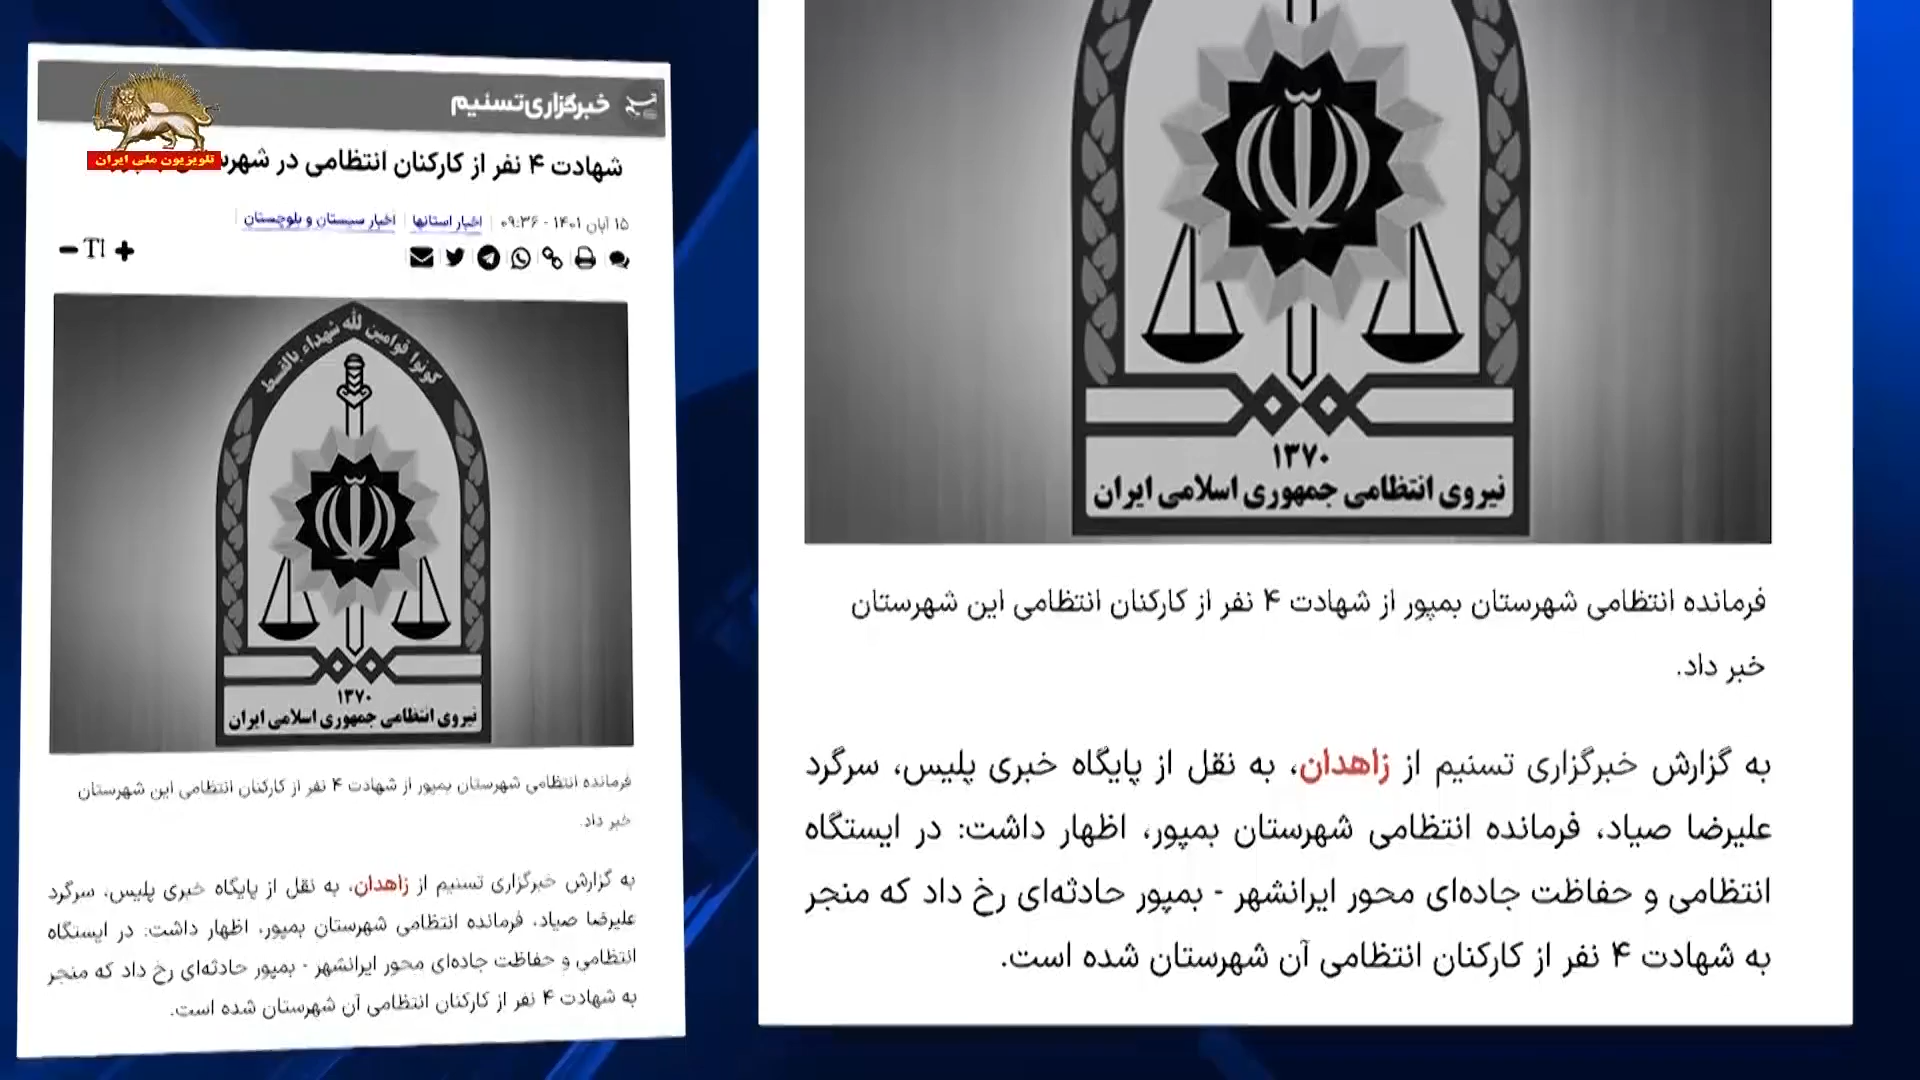 خبرگزاری تسنیم
تلویزیون ملی ایران
شهادت ۴ نفر از کارکنان انتظامی در
۱۵ آبان ۱۴۰۱ - ۰۹:۳۶ | اخبار استانها | اخبار سیستان و بلوچستان
کونوا قوامین لله شهداء بالقسط
۱۳۷۰
نیروی انتظامی جمهوری اسلامی ایران
فرمانده انتظامی شهرستان بمپور از شهادت ۴ نفر از کارکنان انتظامی این شهرستان
خبر داد.
به گزارش خبرگزاری تسنیم از زاهدان، به نقل از پایگاه خبری پلیس، سرگرد
علیرضا صیاد، فرمانده انتظامی شهرستان بمپور، اظهار داشت: در ایستگاه
انتظامی و حفاظت جاده‌ای محور ایرانشهر - بمپور حادثه‌ای رخ داد که منجر
به شهادت ۴ نفر از کارکنان انتظامی آن شهرستان شده است.
۱۳۷۰
نیروی انتظامی جمهوری اسلامی ایران
فرمانده انتظامی شهرستان بمپور از شهادت ۴ نفر از کارکنان انتظامی این شهرستان
خبر داد.
به گزارش خبرگزاری تسنیم از زاهدان، به نقل از پایگاه خبری پلیس، سرگرد
علیرضا صیاد، فرمانده انتظامی شهرستان بمپور، اظهار داشت: در ایستگاه
انتظامی و حفاظت جاده‌ای محور ایرانشهر - بمپور حادثه‌ای رخ داد که منجر
به شهادت ۴ نفر از کارکنان انتظامی آن شهرستان شده است.